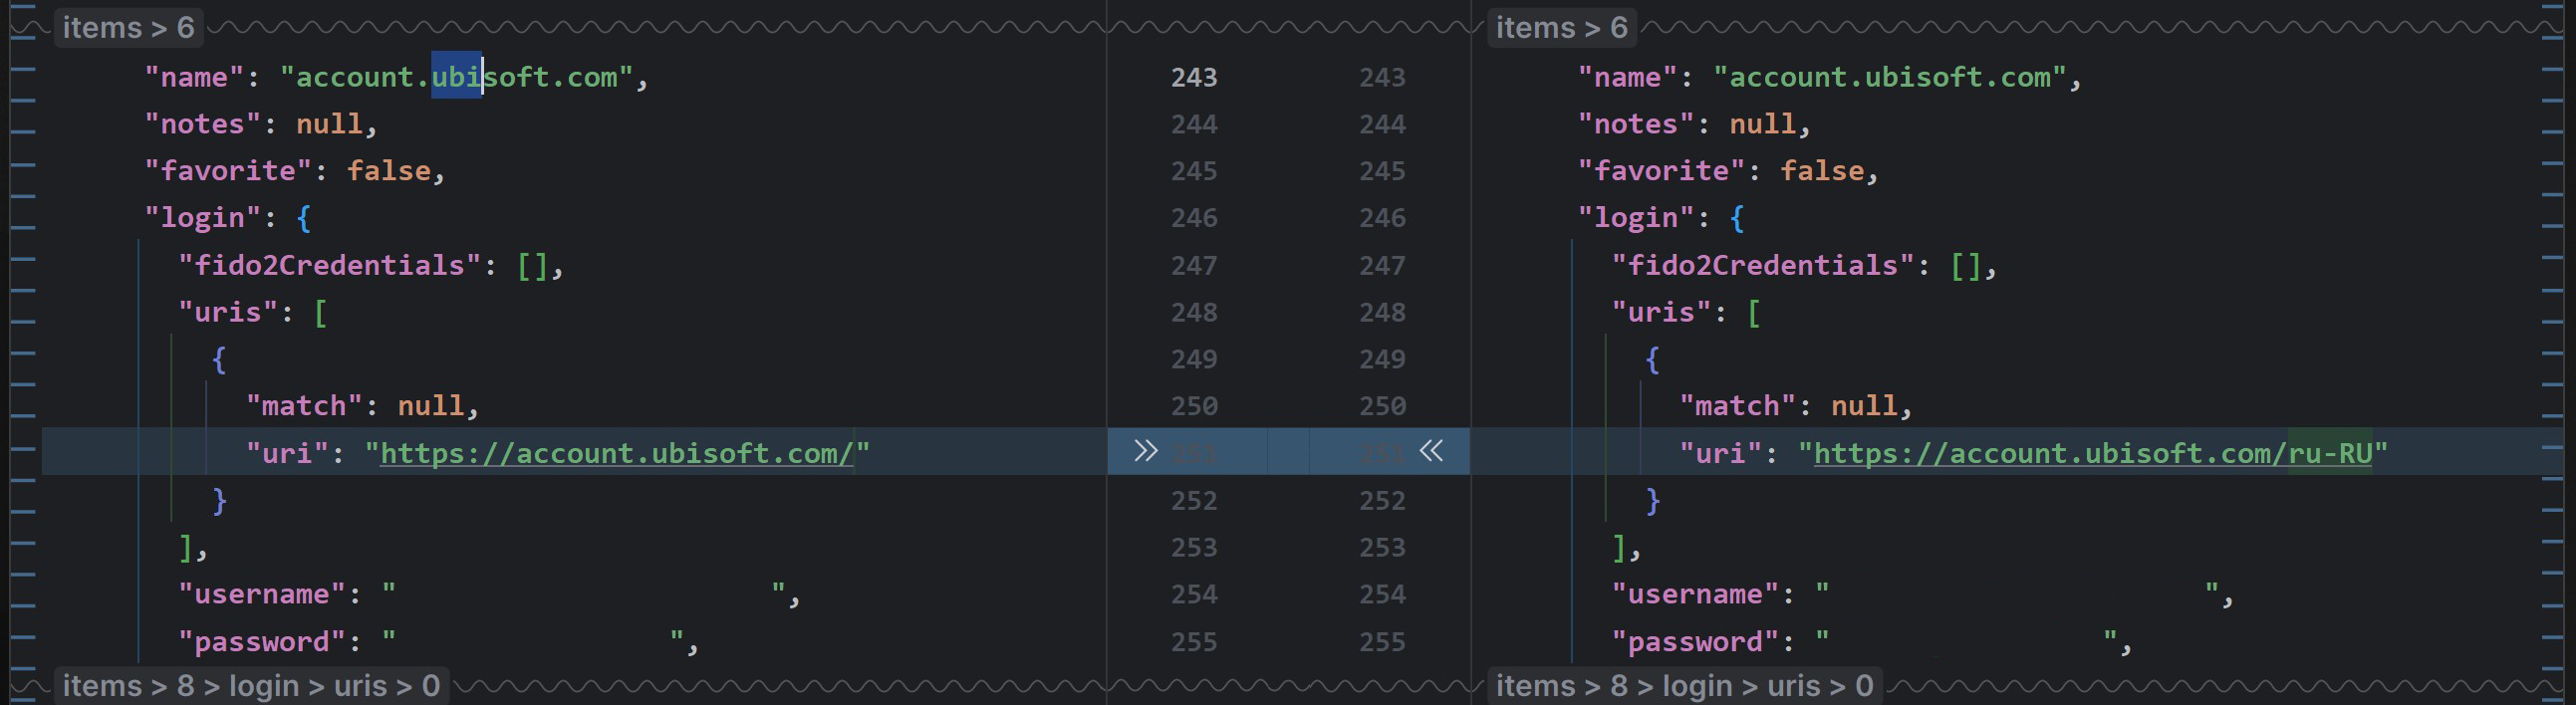 items > 6
"name": "account.ubisoft.com",
"notes": null,
"favorite": false,
"login": {
"fido2Credentials": [],
"uris": [
{
"match": null,
"uri": "https://account.ubisoft.com/"
}
],
"username": " ",
"password": " ",
items > 8 > login > uris > 0
243 243
244 244
245 245
246 246
247 247
248 248
249 249
250 250
» 251 251 «
252 252
253 253
254 254
255 255
items > 6
"name": "account.ubisoft.com",
"notes": null,
"favorite": false,
"login": {
"fido2Credentials": [],
"uris": [
{
"match": null,
"uri": "https://account.ubisoft.com/ru-RU"
}
],
"username": " ",
"password": " ",
items > 8 > login > uris > 0